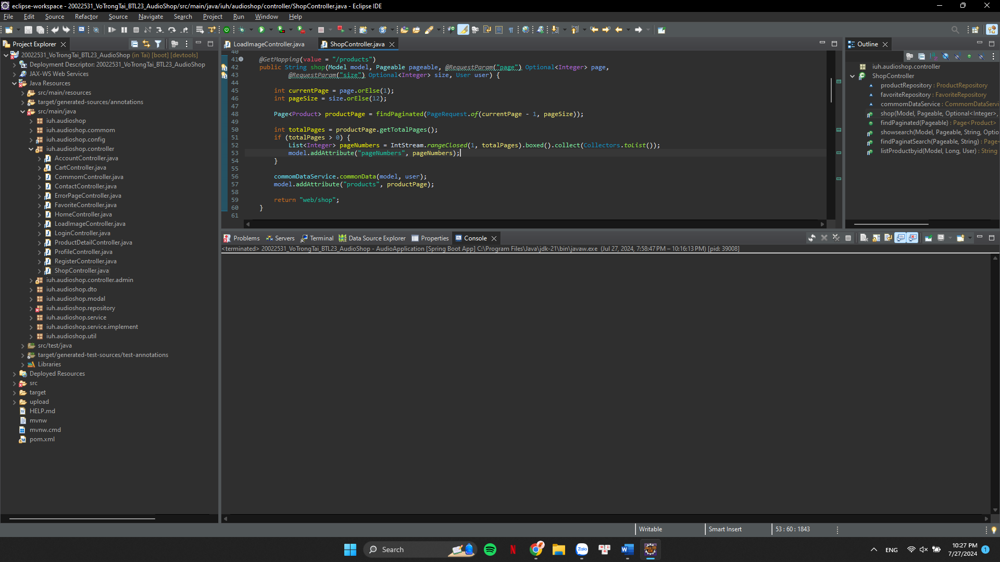 eclipse-workspace - 20022531_VoTrongTai_BTL23_AudioShop/src/main/java/iuh/audioshop/controller/ShopController.java - Eclipse IDE
File Edit Source Refactor Source Navigate Search Project Run Window Help
Project Explorer
20022531_VoTrongTai_BTL23_AudioShop (in Tai) [boot] [devtools]
Deployment Descriptor: 20022531_VoTrongTai_BTL23_AudioShop
JAX-WS Web Services
Java Resources
src/main/resources
target/generated-sources/annotations
src/main/java
iuh.audioshop
iuh.audioshop.commom
iuh.audioshop.config
iuh.audioshop.controller
AccountController.java
CartController.java
CommomController.java
ContactController.java
ErrorPageController.java
FavoriteController.java
HomeController.java
LoadImageController.java
LoginController.java
ProductDetailController.java
ProfileController.java
RegisterController.java
ShopController.java
iuh.audioshop.controller.admin
iuh.audioshop.dto
iuh.audioshop.modal
iuh.audioshop.repository
iuh.audioshop.service
iuh.audioshop.service.implement
iuh.audioshop.util
src/test/java
target/generated-test-sources/test-annotations
Libraries
Deployed Resources
src
target
upload
HELP.md
mvnw
mvnw.cmd
pom.xml
LoadImageController.java ShopController.java
40
41 @GetMapping(value = "/products")
42 public String shop(Model model, Pageable pageable, @RequestParam("page") Optional<Integer> page,
43 @RequestParam("size") Optional<Integer> size, User user) {
44
45 int currentPage = page.orElse(1);
46 int pageSize = size.orElse(12);
47
48 Page<Product> productPage = findPaginated(PageRequest.of(currentPage - 1, pageSize));
49
50 int totalPages = productPage.getTotalPages();
51 if (totalPages > 0) {
52 List<Integer> pageNumbers = IntStream.rangeClosed(1, totalPages).boxed().collect(Collectors.toList());
53 model.addAttribute("pageNumbers", pageNumbers);
54 }
55
56 commomDataService.commonData(model, user);
57 model.addAttribute("products", productPage);
58
59 return "web/shop";
60 }
61
Outline
iuh.audioshop.controller
ShopController
productRepository : ProductRepository
favoriteRepository : FavoriteRepository
commomDataService : CommomDataServi
shop(Model, Pageable, Optional<Integer>,
findPaginated(Pageable) : Page<Product>
showsearch(Model, Pageable, String, Optio
findPaginatSearch(Pageable, String) : Page
listProductbyid(Model, Long, User) : String
Problems Servers Terminal Data Source Explorer Properties Console
<terminated> 20022531_VoTrongTai_BTL23_AudioShop - AudioApplication [Spring Boot App] C:\Program Files\Java\jdk-21\bin\javaw.exe (Jul 27, 2024, 7:58:47 PM – 10:16:13 PM) [pid: 39008]
Writable Smart Insert 53 : 60 : 1843
Search
Zalo
ENG
10:27 PM
7/27/2024
1